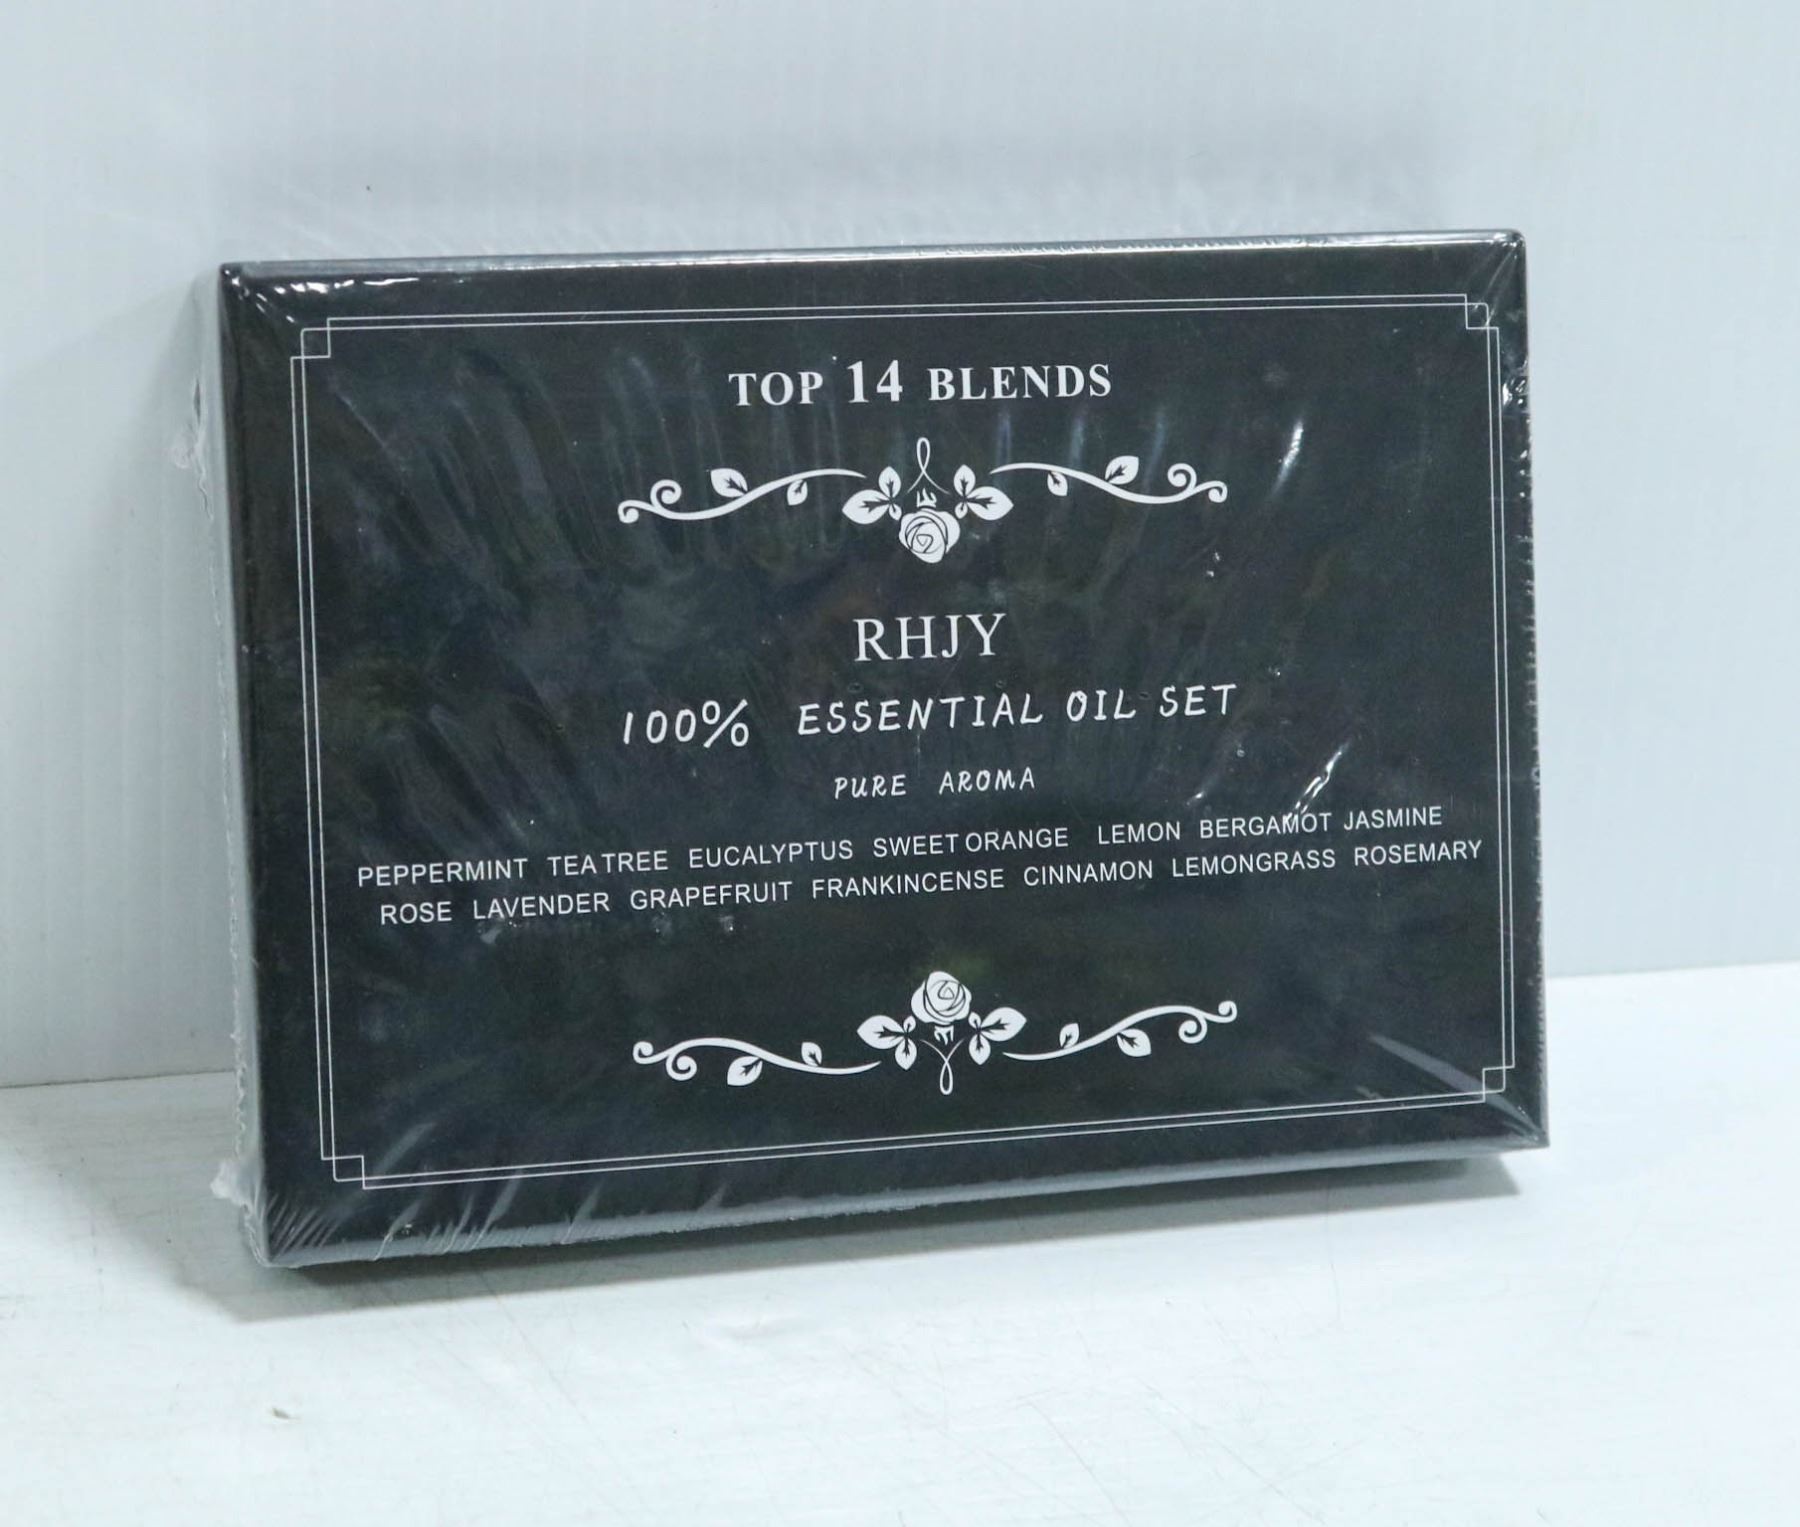 TOP 14 BLENDS
RHJY
100% ESSENTIAL OIL SET
PURE AROMA
PEPPERMINT TEA TREE EUCALYPTUS SWEET ORANGE LEMON BERGAMOT JASMINE
ROSE LAVENDER GRAPEFRUIT FRANKINCENSE CINNAMON LEMONGRASS ROSEMARY